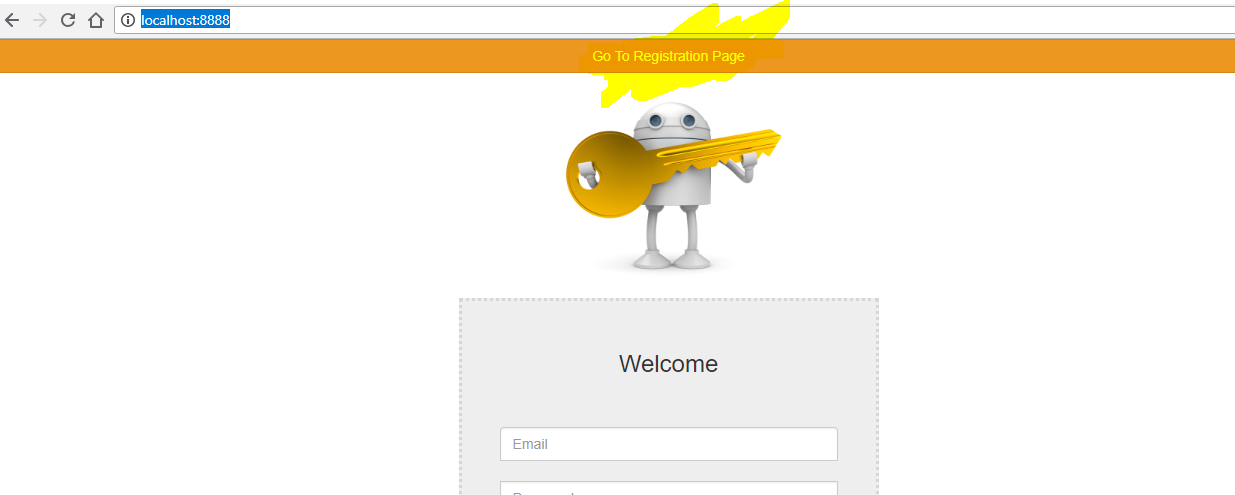 localhost:8888
Go To Registration Page
Welcome
Email